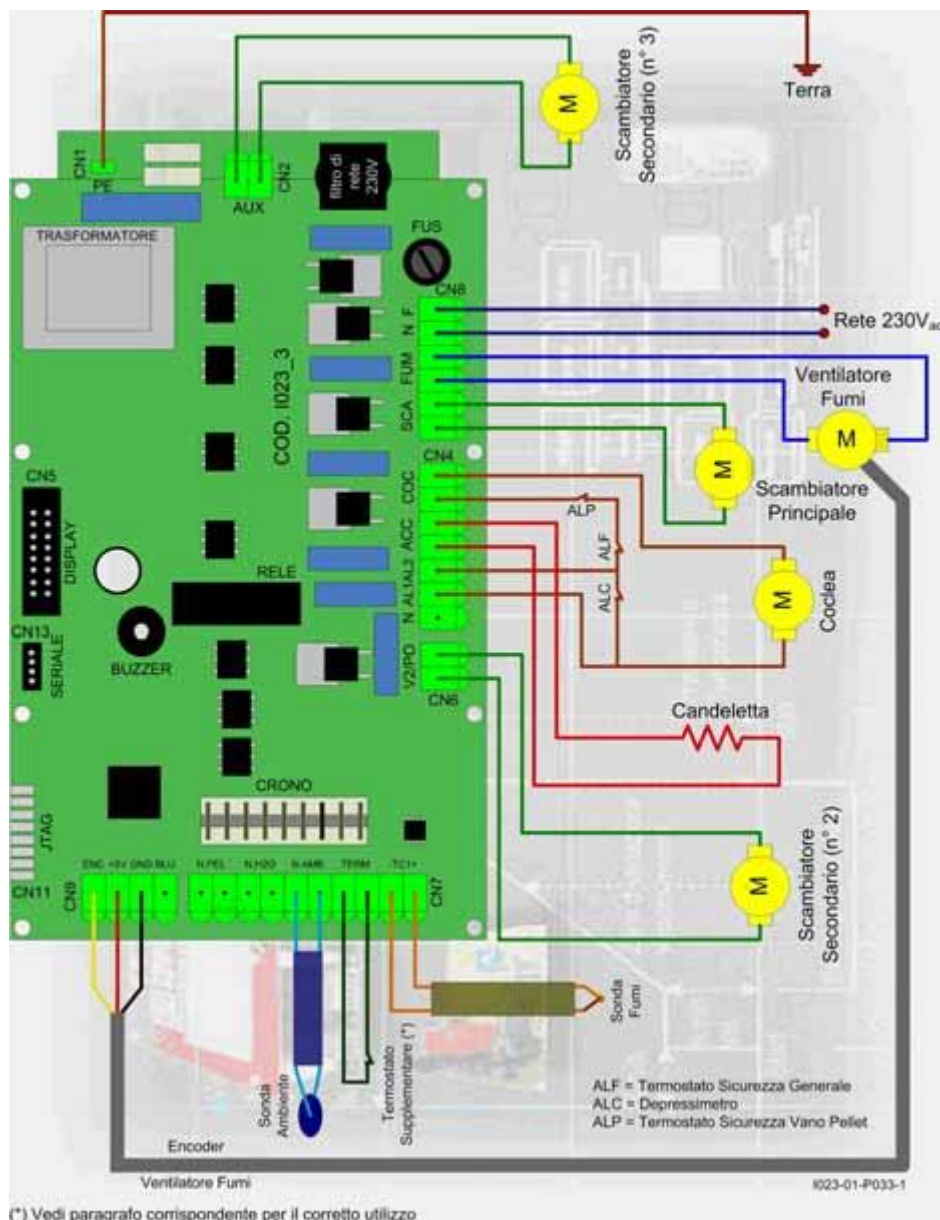 Scambiatore
Secondario (n° 3)
M
Terra
CN1
PE
CN2
AUX
filtro di
rete
230V
TRASFORMATORE
FUS
CN8
F
N
FUM
SCA
Rete 230Vac
COD. I023_3
Ventilatore
Fumi
M
M
Scambiatore
Principale
CN4
COC
ACC
AL1AL2
N
ALP
ALF
ALC
M
Coclea
CN5
DISPLAY
RELE
CN13
SERIALE
BUZZER
V2/PD
CN6
Candeletta
CRONO
JTAG
CN11
CN9
ENC +5V GND BLU
N.PEL N.H2O N.AMB TERM TC1+
CN7
M
Scambiatore
Secondario (n° 2)
Sonda
Fumi
Sonda
Ambiente
Termostato
Supplementare (*)
ALF = Termostato Sicurezza Generale
ALC = Depressimetro
ALP = Termostato Sicurezza Vano Pellet
Encoder
Ventilatore Fumi
I023-01-P033-1
(*) Vedi paragrafo corrispondente per il corretto utilizzo